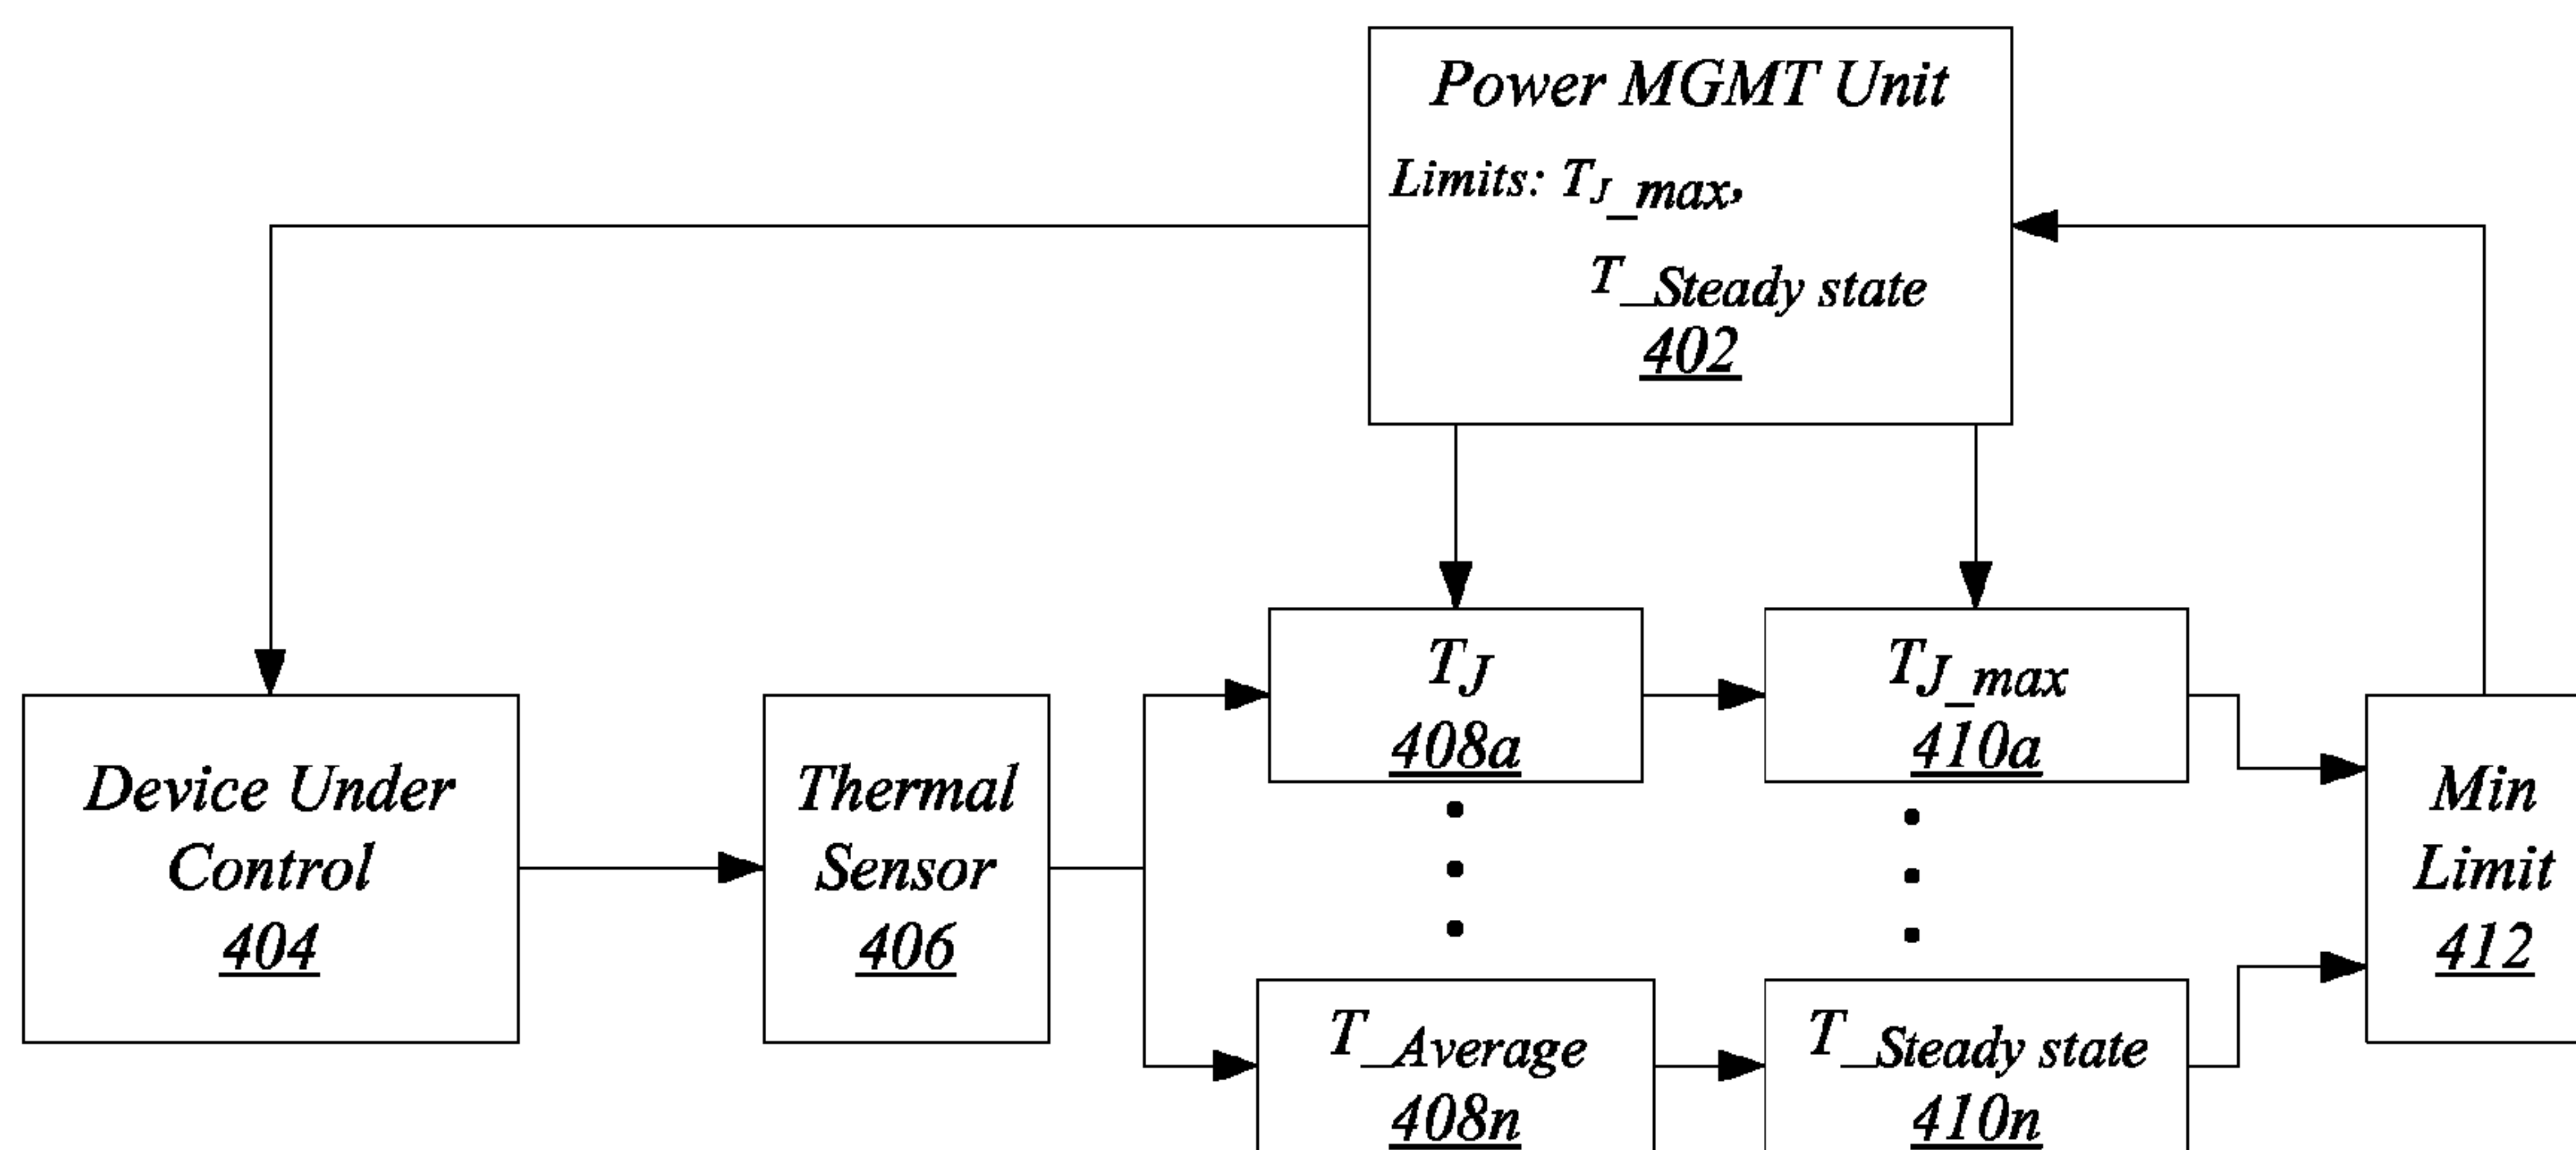 Power MGMT Unit
Limits: TJ_max,
T_Steady state
402
TJ
408a
TJ_max
410a
Device Under
Control
404
Thermal
Sensor
406
Min
Limit
412
T_Average
408n
T_Steady state
410n